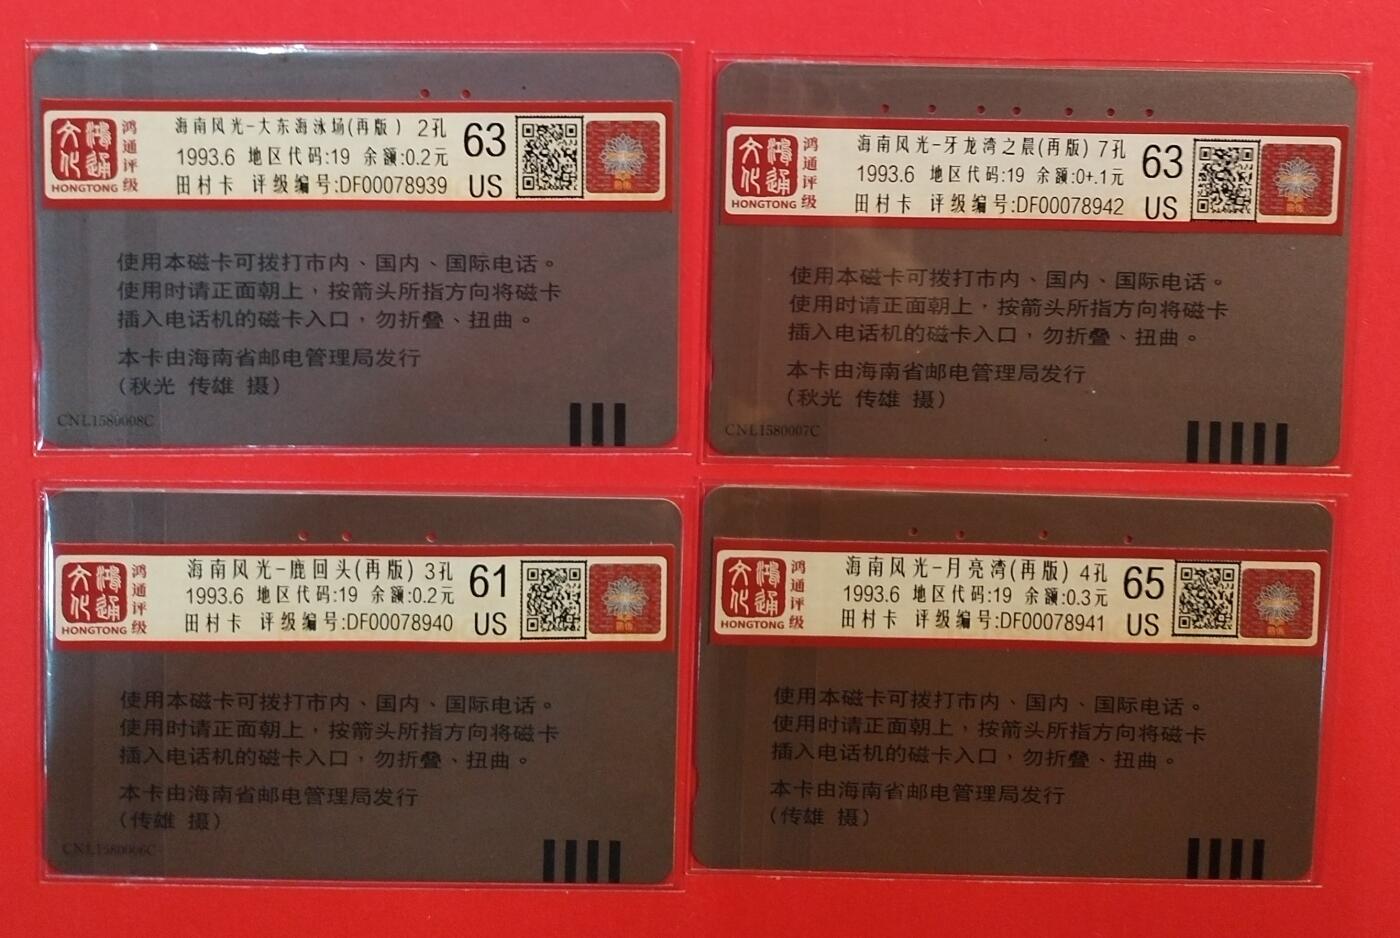 鸿通文化
HONGTONG
鸿通评级
海南风光-大东海泳场(再版) 2孔
1993.6 地区代码:19 余额:0.2元
田村卡 评级编号:DF00078939
63
US
使用本磁卡可拨打市内、国内、国际电话。
使用时请正面朝上，按箭头所指方向将磁卡
插入电话机的磁卡入口，勿折叠、扭曲。
本卡由海南省邮电管理局发行
(秋光 传雄 摄)
CNL1580008C
鸿通文化
HONGTONG
鸿通评级
海南风光-牙龙湾之晨(再版) 7孔
1993.6 地区代码:19 余额:0+.1元
田村卡 评级编号:DF00078942
63
US
使用本磁卡可拨打市内、国内、国际电话。
使用时请正面朝上，按箭头所指方向将磁卡
插入电话机的磁卡入口，勿折叠、扭曲。
本卡由海南省邮电管理局发行
(秋光 传雄 摄)
CNL1580007C
鸿通文化
HONGTONG
鸿通评级
海南风光-鹿回头(再版) 3孔
1993.6 地区代码:19 余额:0.2元
田村卡 评级编号:DF00078940
61
US
使用本磁卡可拨打市内、国内、国际电话。
使用时请正面朝上，按箭头所指方向将磁卡
插入电话机的磁卡入口，勿折叠、扭曲。
本卡由海南省邮电管理局发行
(传雄 摄)
CNL1580006C
鸿通文化
HONGTONG
鸿通评级
海南风光-月亮湾(再版) 4孔
1993.6 地区代码:19 余额:0.3元
田村卡 评级编号:DF00078941
65
US
使用本磁卡可拨打市内、国内、国际电话。
使用时请正面朝上，按箭头所指方向将磁卡
插入电话机的磁卡入口，勿折叠、扭曲。
本卡由海南省邮电管理局发行
(传雄 摄)